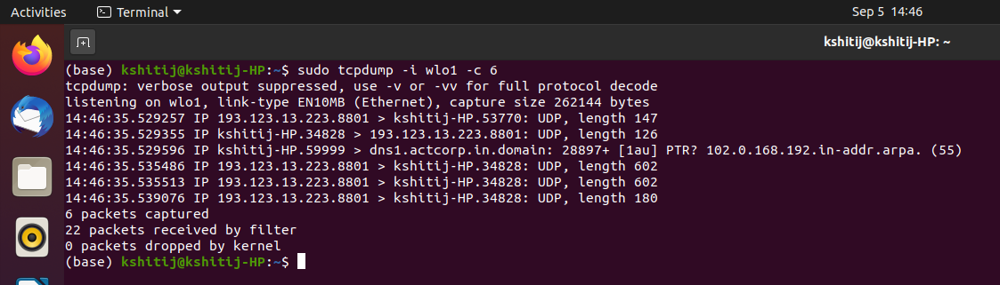 Activities Terminal Sep 5 14:46
kshitij@kshitij-HP: ~
(base) kshitij@kshitij-HP:~$ sudo tcpdump -i wlo1 -c 6
tcpdump: verbose output suppressed, use -v or -vv for full protocol decode
listening on wlo1, link-type EN10MB (Ethernet), capture size 262144 bytes
14:46:35.529257 IP 193.123.13.223.8801 > kshitij-HP.53770: UDP, length 147
14:46:35.529355 IP kshitij-HP.34828 > 193.123.13.223.8801: UDP, length 126
14:46:35.529596 IP kshitij-HP.59999 > dns1.actcorp.in.domain: 28897+ [1au] PTR? 102.0.168.192.in-addr.arpa. (55)
14:46:35.535486 IP 193.123.13.223.8801 > kshitij-HP.34828: UDP, length 602
14:46:35.535513 IP 193.123.13.223.8801 > kshitij-HP.34828: UDP, length 602
14:46:35.539076 IP 193.123.13.223.8801 > kshitij-HP.34828: UDP, length 180
6 packets captured
22 packets received by filter
0 packets dropped by kernel
(base) kshitij@kshitij-HP:~$